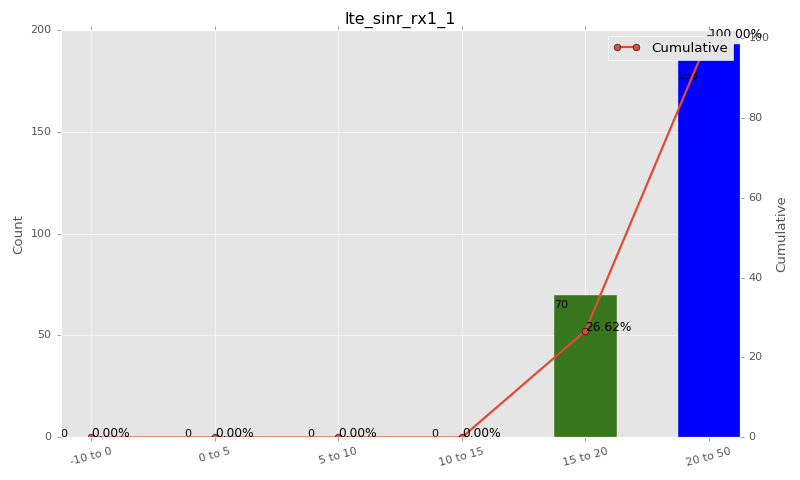 lte_sinr_rx1_1
200
150
100
50
0
Count
100
80
60
40
20
0
Cumulative
Cumulative
100.00%
193
70
26.62%
0
0.00%
0
0.00%
0
0.00%
0
0.00%
-10 to 0
0 to 5
5 to 10
10 to 15
15 to 20
20 to 50